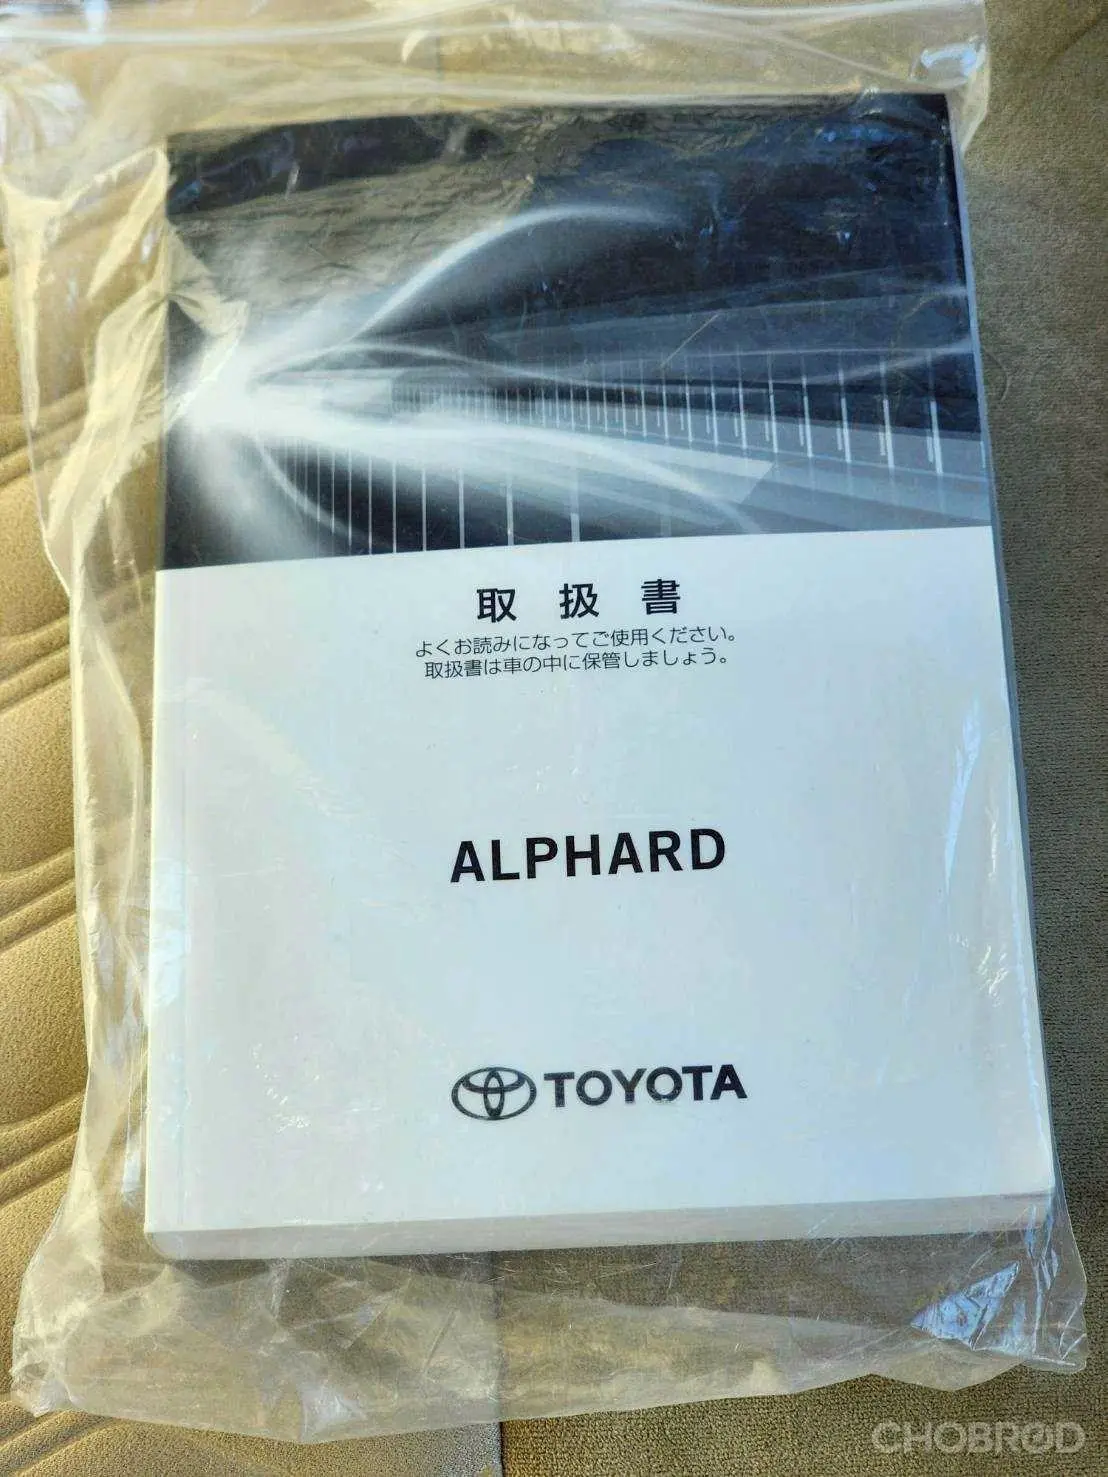 取扱書
よくお読みになってご使用ください。
取扱書は車の中に保管しましょう。
ALPHARD
TOYOTA
CHOBROD